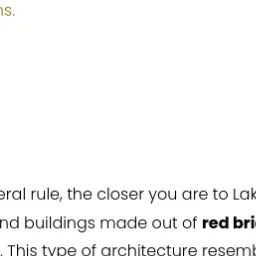 ns.
eral rule, the closer you are to Lak
nd buildings made out of red bri
. This type of architecture resemb